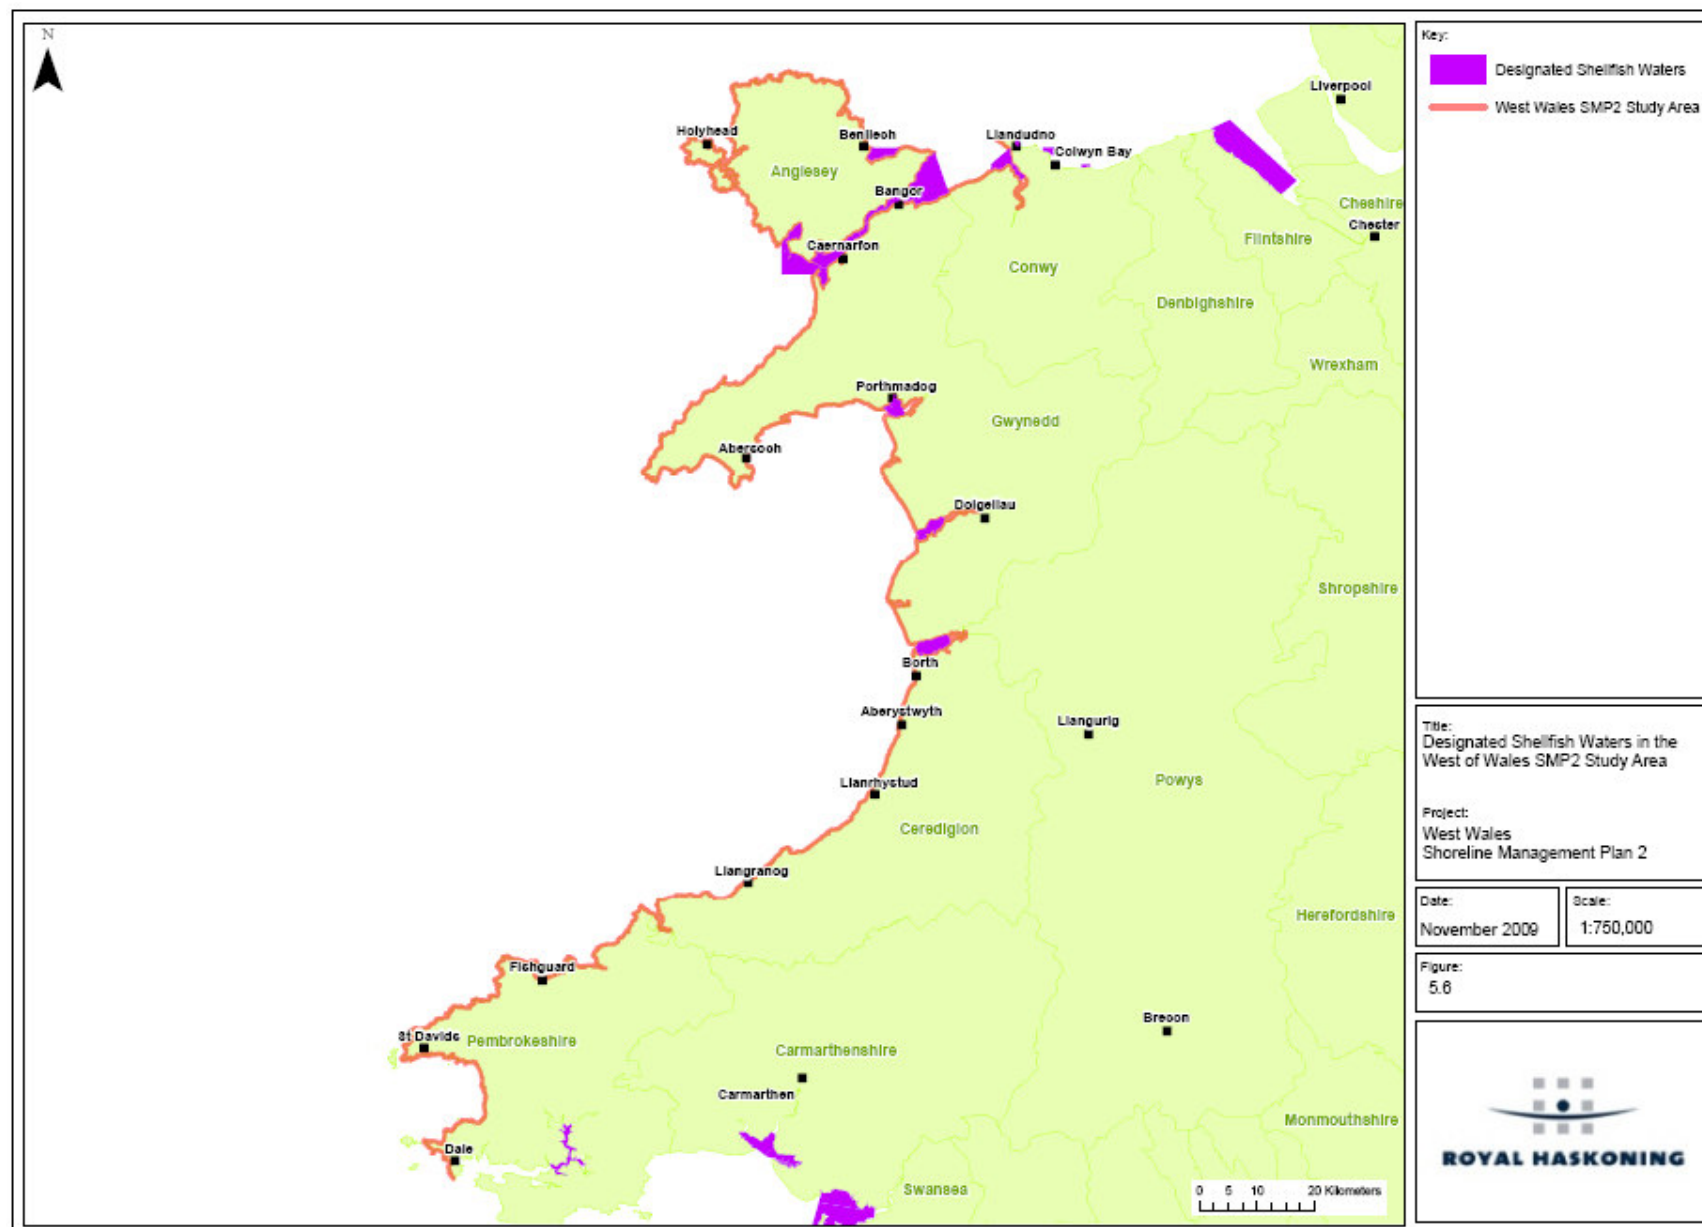 N
Liverpool
Holyhead
Benllech
Llandudno
Colwyn Bay
Anglesey
Bangor
Cheshire
Chester
Flintshire
Caernarfon
Conwy
Denbighshire
Wrexham
Porthmadog
Gwynedd
Abersoch
Dolgellau
Shropshire
Borth
Aberystwyth
Llangurig
Llanrhystud
Powys
Ceredigion
Llangranog
Herefordshire
Fishguard
Brecon
St Davids
Pembrokeshire
Carmarthenshire
Carmarthen
Monmouthshire
Dale
Swansea
0 5 10 20 Kilometers
Key:
Designated Shellfish Waters
West Wales SMP2 Study Area
Title:
Designated Shellfish Waters in the
West of Wales SMP2 Study Area
Project:
West Wales
Shoreline Management Plan 2
Date:
November 2009
Scale:
1:750,000
Figure:
5.6
ROYAL HASKONING